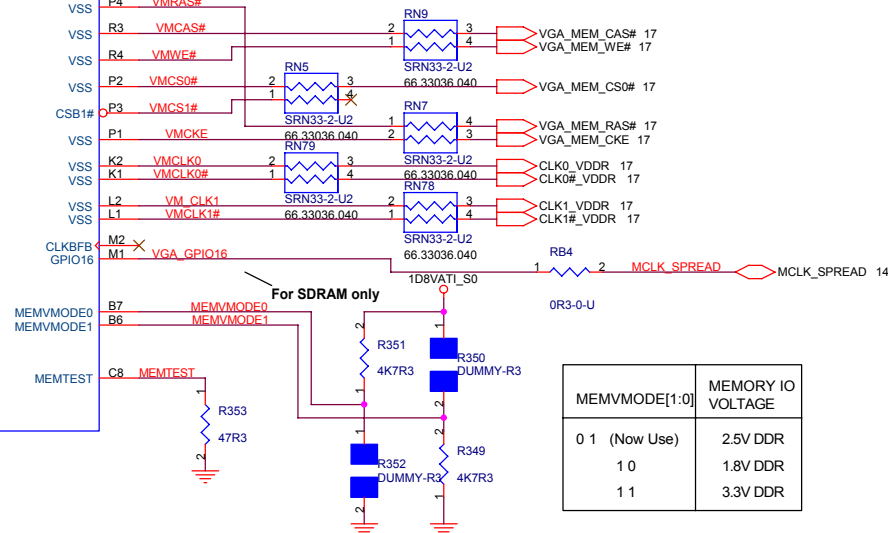 VSS P4 VMRAS#
RN9
VSS R3 VMCAS# 2 3 VGA_MEM_CAS# 17
1 4 VGA_MEM_WE# 17
VSS R4 VMWE#
RN5 SRN33-2-U2
VSS P2 VMCS0# 2 3 66.33036.040 VGA_MEM_CS0# 17
1 4
CSB1# P3 VMCS1# RN7
SRN33-2-U2 1 4 VGA_MEM_RAS# 17
VSS P1 VMCKE 66.33036.040 2 3 VGA_MEM_CKE 17
RN79
VSS K2 VMCLK0 2 3 SRN33-2-U2 CLK0_VDDR 17
VSS K1 VMCLK0# 1 4 66.33036.040 CLK0#_VDDR 17
RN78
SRN33-2-U2
VSS L2 VM_CLK1 2 3 CLK1_VDDR 17
VSS L1 VMCLK1# 66.33036.040 1 4 CLK1#_VDDR 17
SRN33-2-U2
CLKBFB M2
66.33036.040 RB4
GPIO16 M1 VGA_GPIO16 1 2 MCLK_SPREAD MCLK_SPREAD 14
1D8VATI_S0
For SDRAM only
0R3-0-U
MEMVMODE0 B7 MEMVMODE0
MEMVMODE1 B6 MEMVMODE1
2 1
R351 R350
4K7R3 DUMMY-R3
1 2
MEMTEST C8 MEMTEST
1
R353
47R3
2
1 2
R352 R349
DUMMY-R3 4K7R3
2 1
MEMVMODE[1:0] MEMORY IO VOLTAGE
0 1 (Now Use) 2.5V DDR
1 0 1.8V DDR
1 1 3.3V DDR